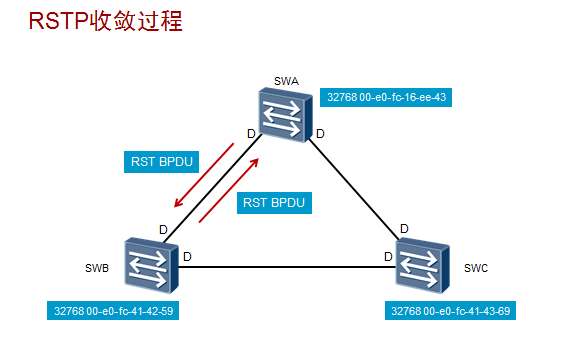 RSTP收敛过程
SWA
32768 00-e0-fc-16-ee-43
D
D
RST BPDU
RST BPDU
D
D
D
D
SWB
SWC
32768 00-e0-fc-41-42-59
32768 00-e0-fc-41-43-69